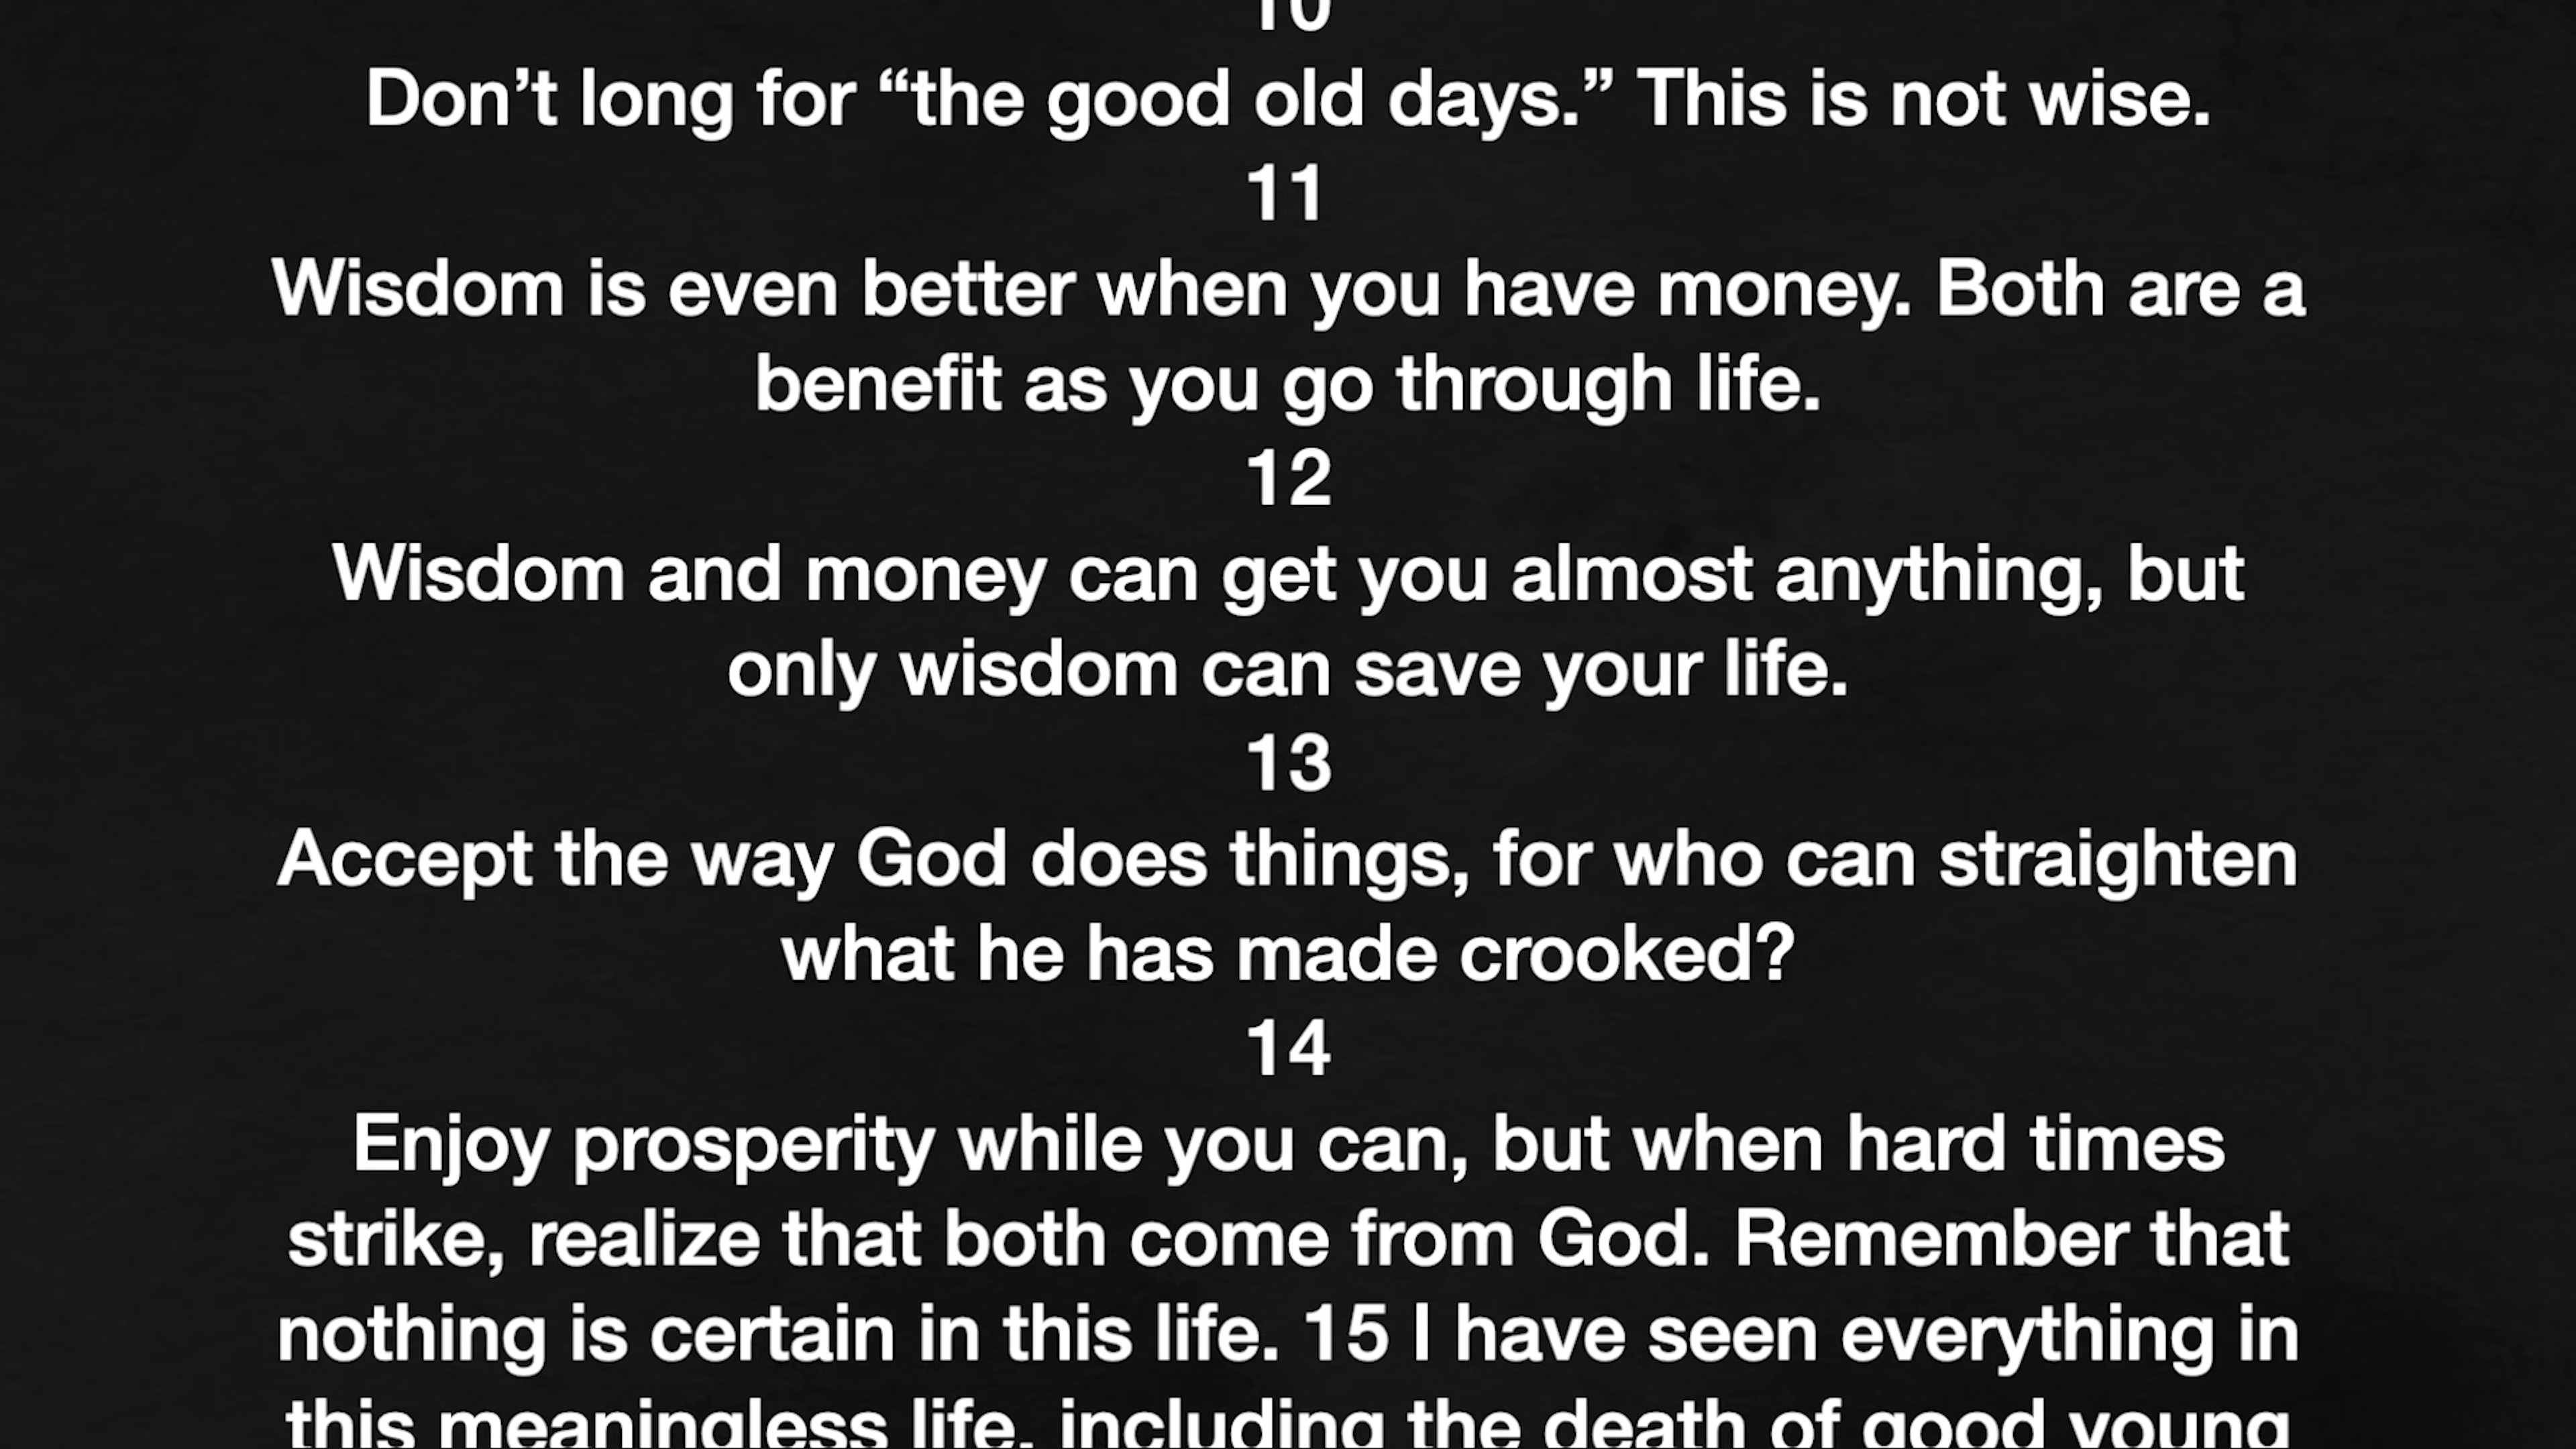 10
Don’t long for “the good old days.” This is not wise.
11
Wisdom is even better when you have money. Both are a
benefit as you go through life.
12
Wisdom and money can get you almost anything, but
only wisdom can save your life.
13
Accept the way God does things, for who can straighten
what he has made crooked?
14
Enjoy prosperity while you can, but when hard times
strike, realize that both come from God. Remember that
nothing is certain in this life. 15 I have seen everything in
this meaningless life, including the death of good young